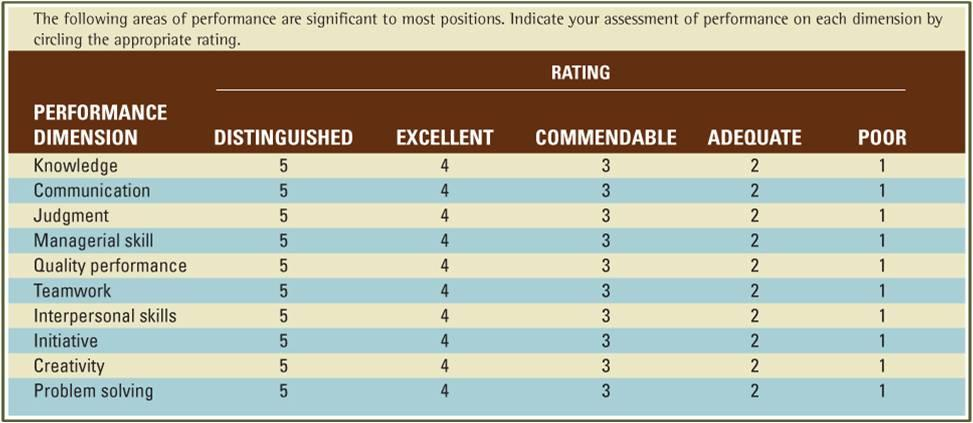 The following areas of performance are significant to most positions. Indicate your assessment of performance on each dimension by
circling the appropriate rating.
RATING
PERFORMANCE
DIMENSION DISTINGUISHED EXCELLENT COMMENDABLE ADEQUATE POOR
Knowledge 5 4 3 2 1
Communication 5 4 3 2 1
Judgment 5 4 3 2 1
Managerial skill 5 4 3 2 1
Quality performance 5 4 3 2 1
Teamwork 5 4 3 2 1
Interpersonal skills 5 4 3 2 1
Initiative 5 4 3 2 1
Creativity 5 4 3 2 1
Problem solving 5 4 3 2 1